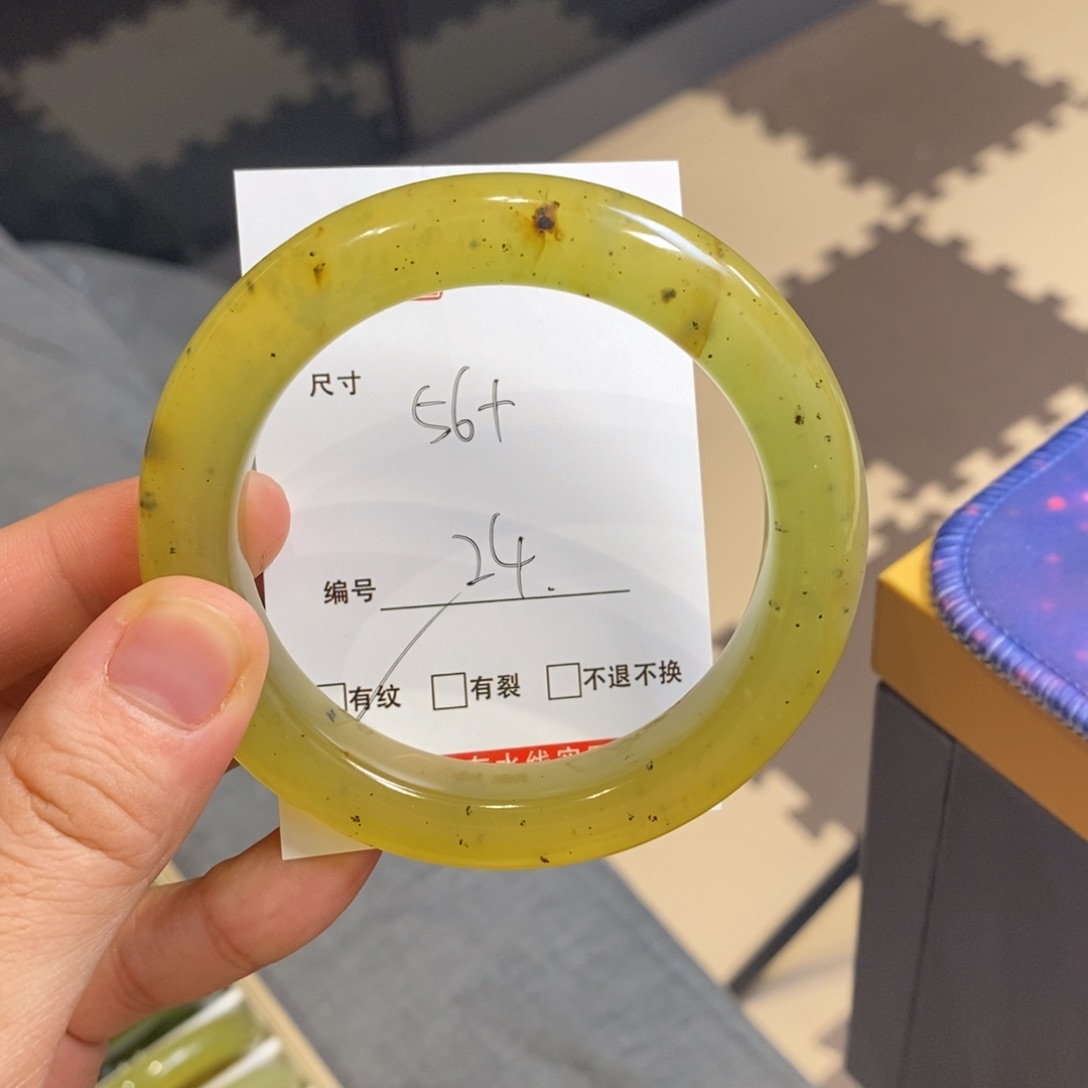 尺寸 56+
编号 24.
□有纹 □有裂 □不退不换